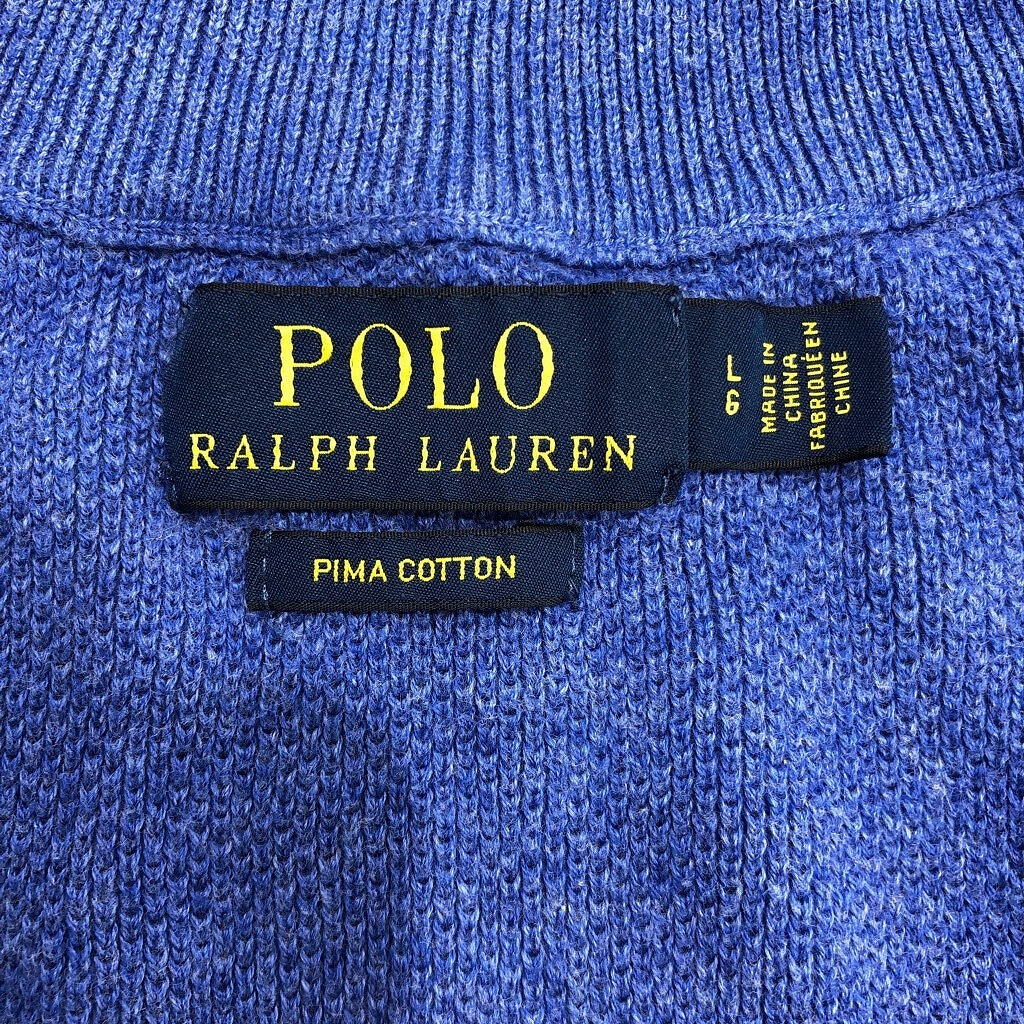 POLO
RALPH LAUREN
L G
MADE IN
CHINA
FABRIQUÉ EN
CHINE
PIMA COTTON